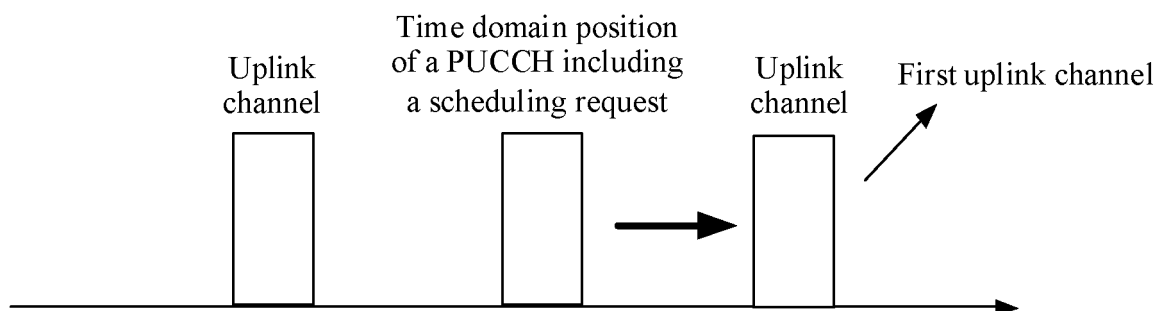 Uplink
channel
Time domain position
of a PUCCH including
a scheduling request
Uplink
channel
First uplink channel